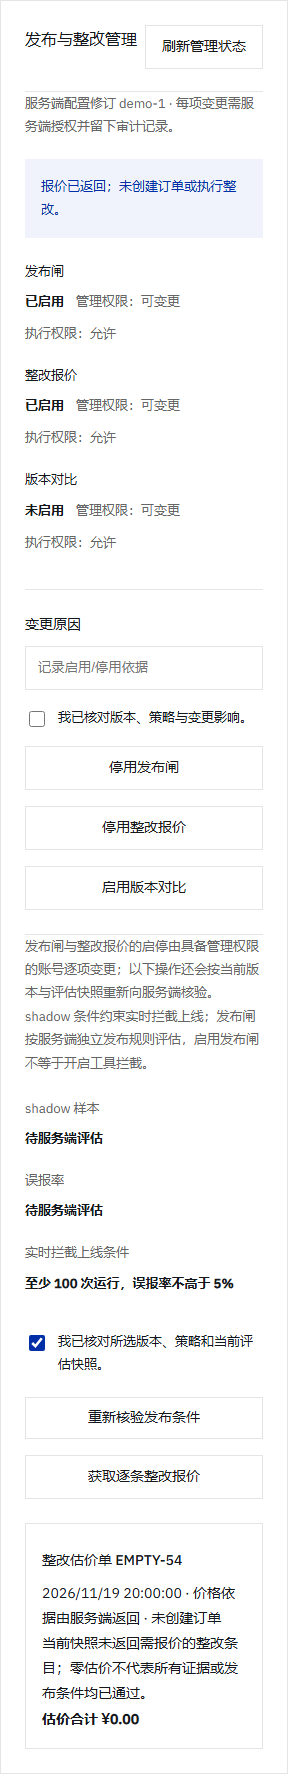 发布与整改管理
刷新管理状态
服务端配置修订 demo-1 · 每项变更需服
务端授权并留下审计记录。
报价已返回；未创建订单或执行整
改。
发布闸
已启用 管理权限：可变更
执行权限：允许
整改报价
已启用 管理权限：可变更
执行权限：允许
版本对比
未启用 管理权限：可变更
执行权限：允许
变更原因
记录启用/停用依据
我已核对版本、策略与变更影响。
停用发布闸
停用整改报价
启用版本对比
发布闸与整改报价的启停由具备管理权限
的账号逐项变更；以下操作还会按当前版
本与评估快照重新向服务端核验。
shadow 条件约束实时拦截上线；发布闸
按服务端独立发布规则评估，启用发布闸
不等于开启工具拦截。
shadow 样本
待服务端评估
误报率
待服务端评估
实时拦截上线条件
至少 100 次运行，误报率不高于 5%
我已核对所选版本、策略和当前评
估快照。
重新核验发布条件
获取逐条整改报价
整改估价单 EMPTY-54
2026/11/19 20:00:00 · 价格依
据由服务端返回 · 未创建订单
当前快照未返回需报价的整改条
目；零估价不代表所有证据或发
布条件均已通过。
估价合计 ¥0.00